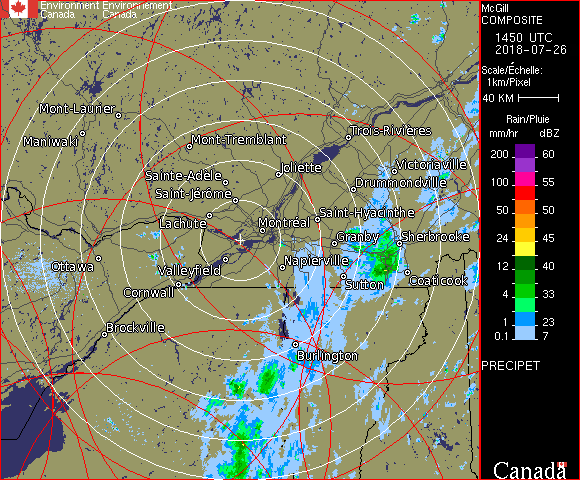 Environment Environnement
Canada Canada
McGill
COMPOSITE
1450 UTC
2018-07-26
Scale/Échelle:
1km/Pixel
40 KM
Rain/Pluie
mm/hr dBZ
200 60
100 55
50 50
24 45
12 40
4 33
1 23
0.1 7
PRECIPET
Mont-Laurier
Maniwaki
Mont-Tremblant
Trois-Rivières
Joliette
Victoriaville
Sainte-Adèle
Drummondville
Saint-Jérôme
Lachute
Saint-Hyacinthe
Montréal
Granby
Sherbrooke
Ottawa
Valleyfield
Napierville
Cornwall
Sutton
Coaticook
Brockville
Burlington
Canada